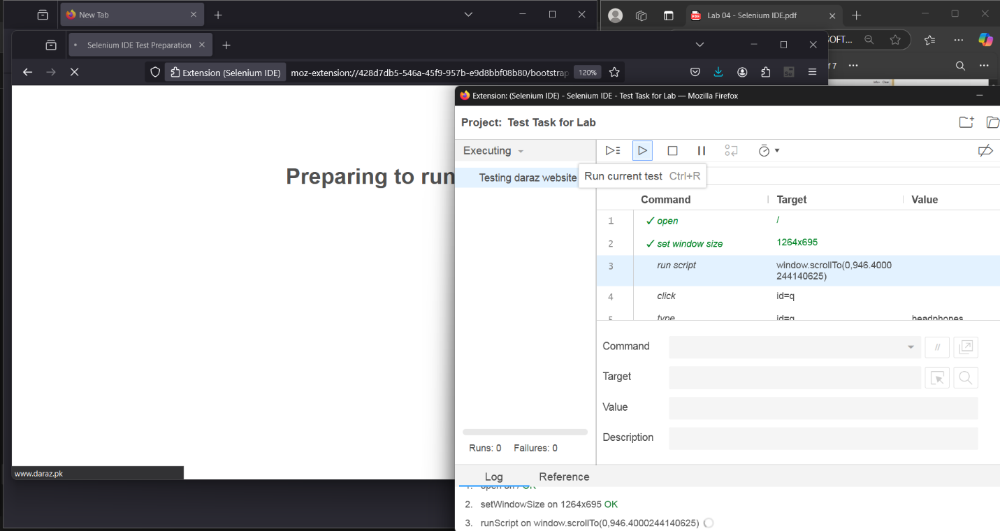 New Tab
Lab 04 - Selenium IDE.pdf
Selenium IDE Test Preparation
SOFT...
Extension (Selenium IDE)
moz-extension://428d7db5-546a-45f9-957b-e9d8bbf08b80/bootstrap
120%
f 7
Extension: (Selenium IDE) - Selenium IDE - Test Task for Lab — Mozilla Firefox
Project: Test Task for Lab
Executing
Preparing to run
Testing daraz website
Run current test Ctrl+R
Command Target Value
1 ✓ open /
2 ✓ set window size 1264x695
3 run script window.scrollTo(0,946.4000
244140625)
4 click id=q
5 type id=q headphones
Command
//
Target
Value
Description
Runs: 0 Failures: 0
www.daraz.pk
Log Reference
1. open on / OK
2. setWindowSize on 1264x695 OK
3. runScript on window.scrollTo(0,946.4000244140625)